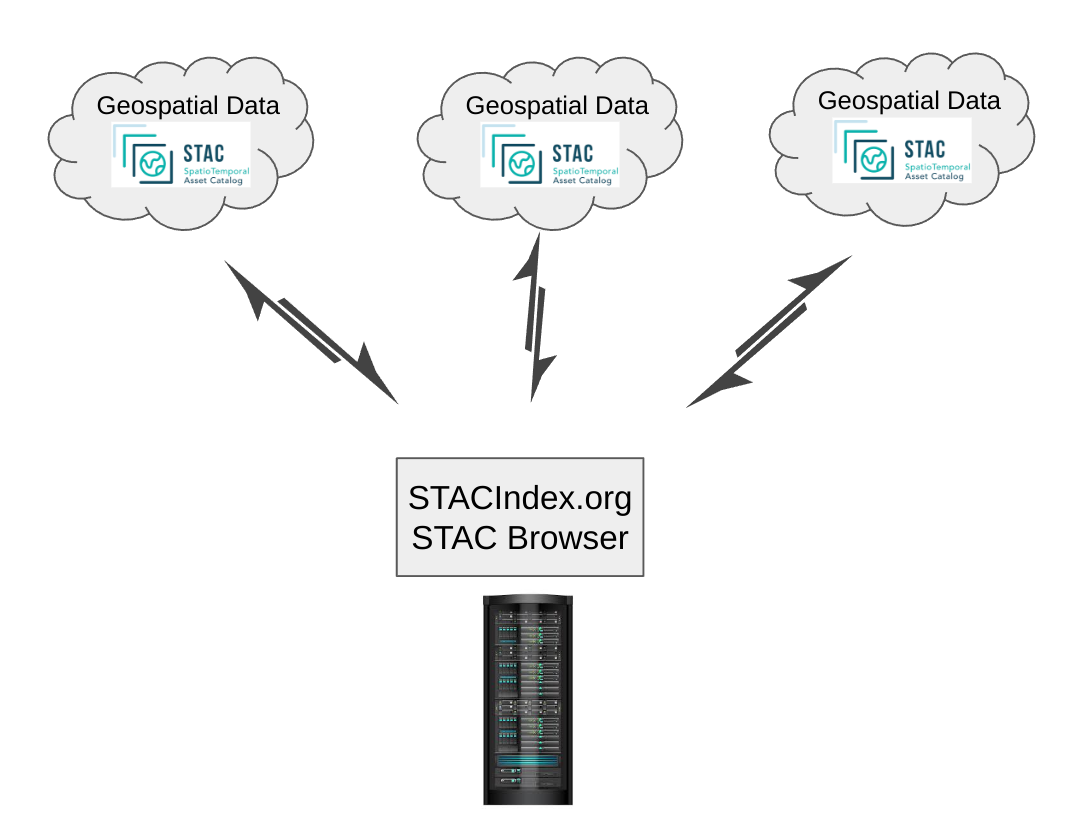 Geospatial Data
STAC
SpatioTemporal
Asset Catalog
Geospatial Data
STAC
SpatioTemporal
Asset Catalog
Geospatial Data
STAC
SpatioTemporal
Asset Catalog
STACIndex.org
STAC Browser